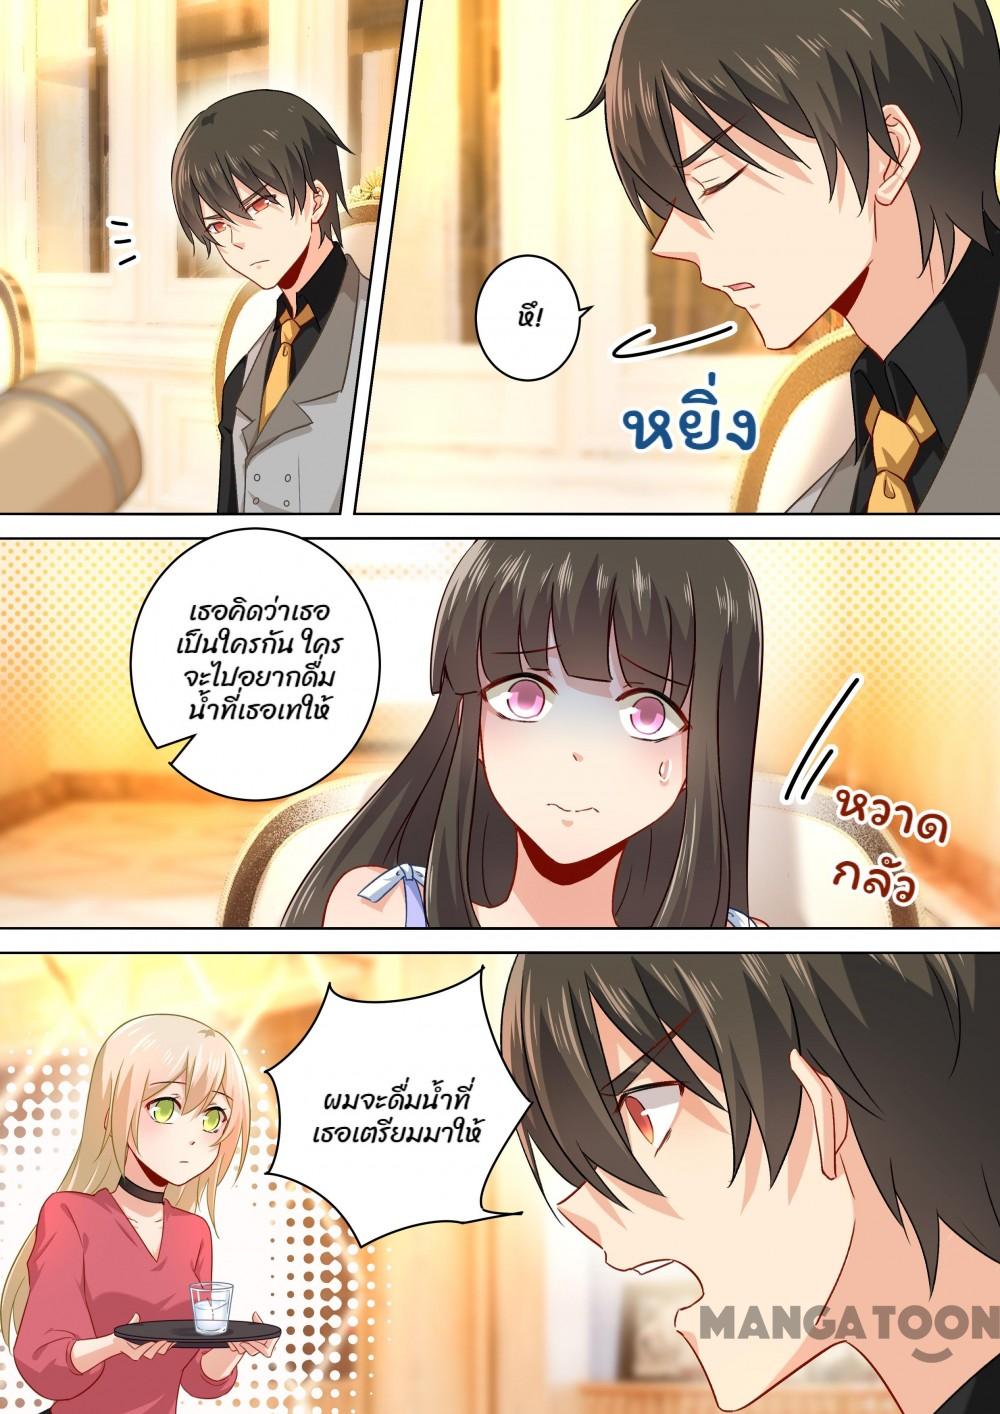 หึ!
หยิ่ง
เธอคิดว่าเธอ
เป็นใครกัน ใคร
จะไปอยากดื่ม
น้ำที่เธอเทให้
หวาด
กลัว
ผมจะดื่มน้ำที่
เธอเตรียมมาให้
MANGATOON